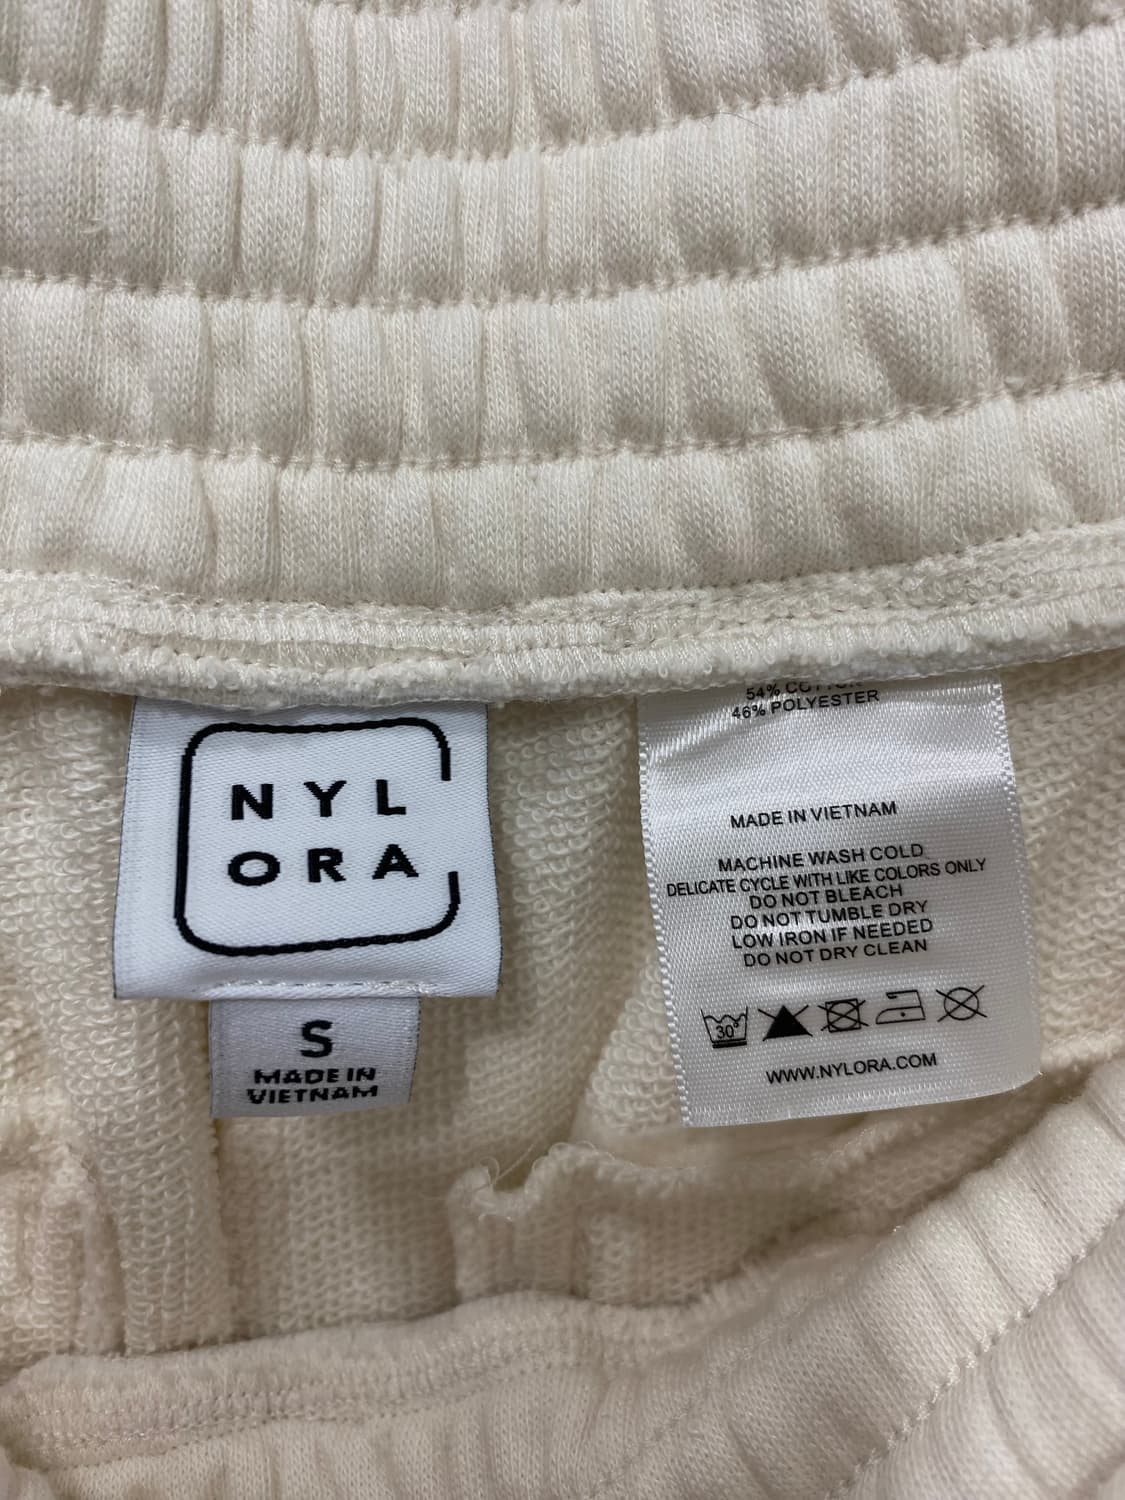 NYL
ORA
S
MADE IN
VIETNAM
54% COTTON
46% POLYESTER
MADE IN VIETNAM
MACHINE WASH COLD
DELICATE CYCLE WITH LIKE COLORS ONLY
DO NOT BLEACH
DO NOT TUMBLE DRY
LOW IRON IF NEEDED
DO NOT DRY CLEAN
30°
WWW.NYLORA.COM